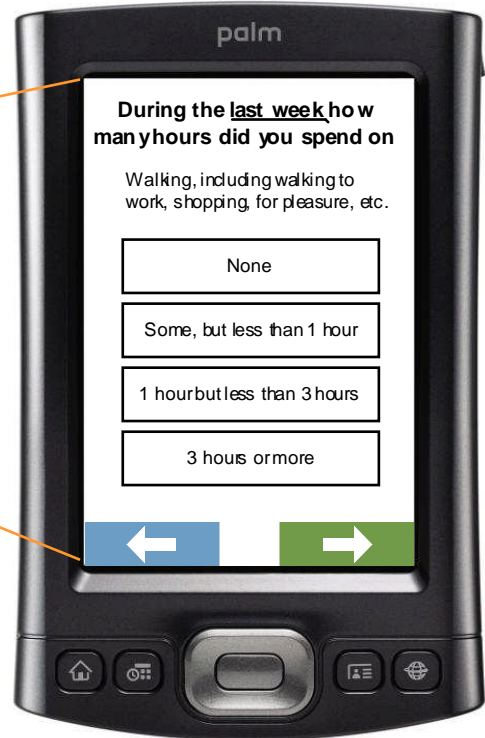 palm
During the last week how
many hours did you spend on
Walking, including walking to
work, shopping, for pleasure, etc.
None
Some, but less than 1 hour
1 hour but less than 3 hours
3 hours or more